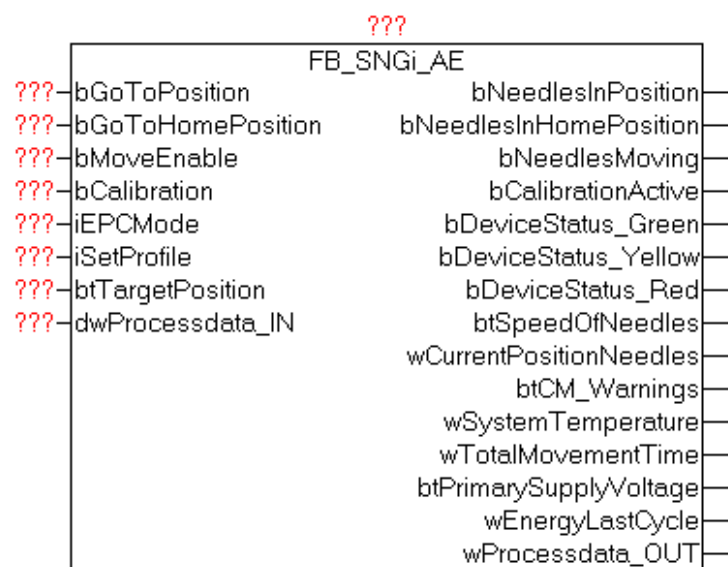 ???
FB_SNGi_AE
??? bGoToPosition bNeedlesInPosition
??? bGoToHomePosition bNeedlesInHomePosition
??? bMoveEnable bNeedlesMoving
??? bCalibration bCalibrationActive
??? iEPCMode bDeviceStatus_Green
??? iSetProfile bDeviceStatus_Yellow
??? btTargetPosition bDeviceStatus_Red
??? dwProcessdata_IN btSpeedOfNeedles
wCurrentPositionNeedles
btCM_Warnings
wSystemTemperature
wTotalMovementTime
btPrimarySupplyVoltage
wEnergyLastCycle
wProcessdata_OUT